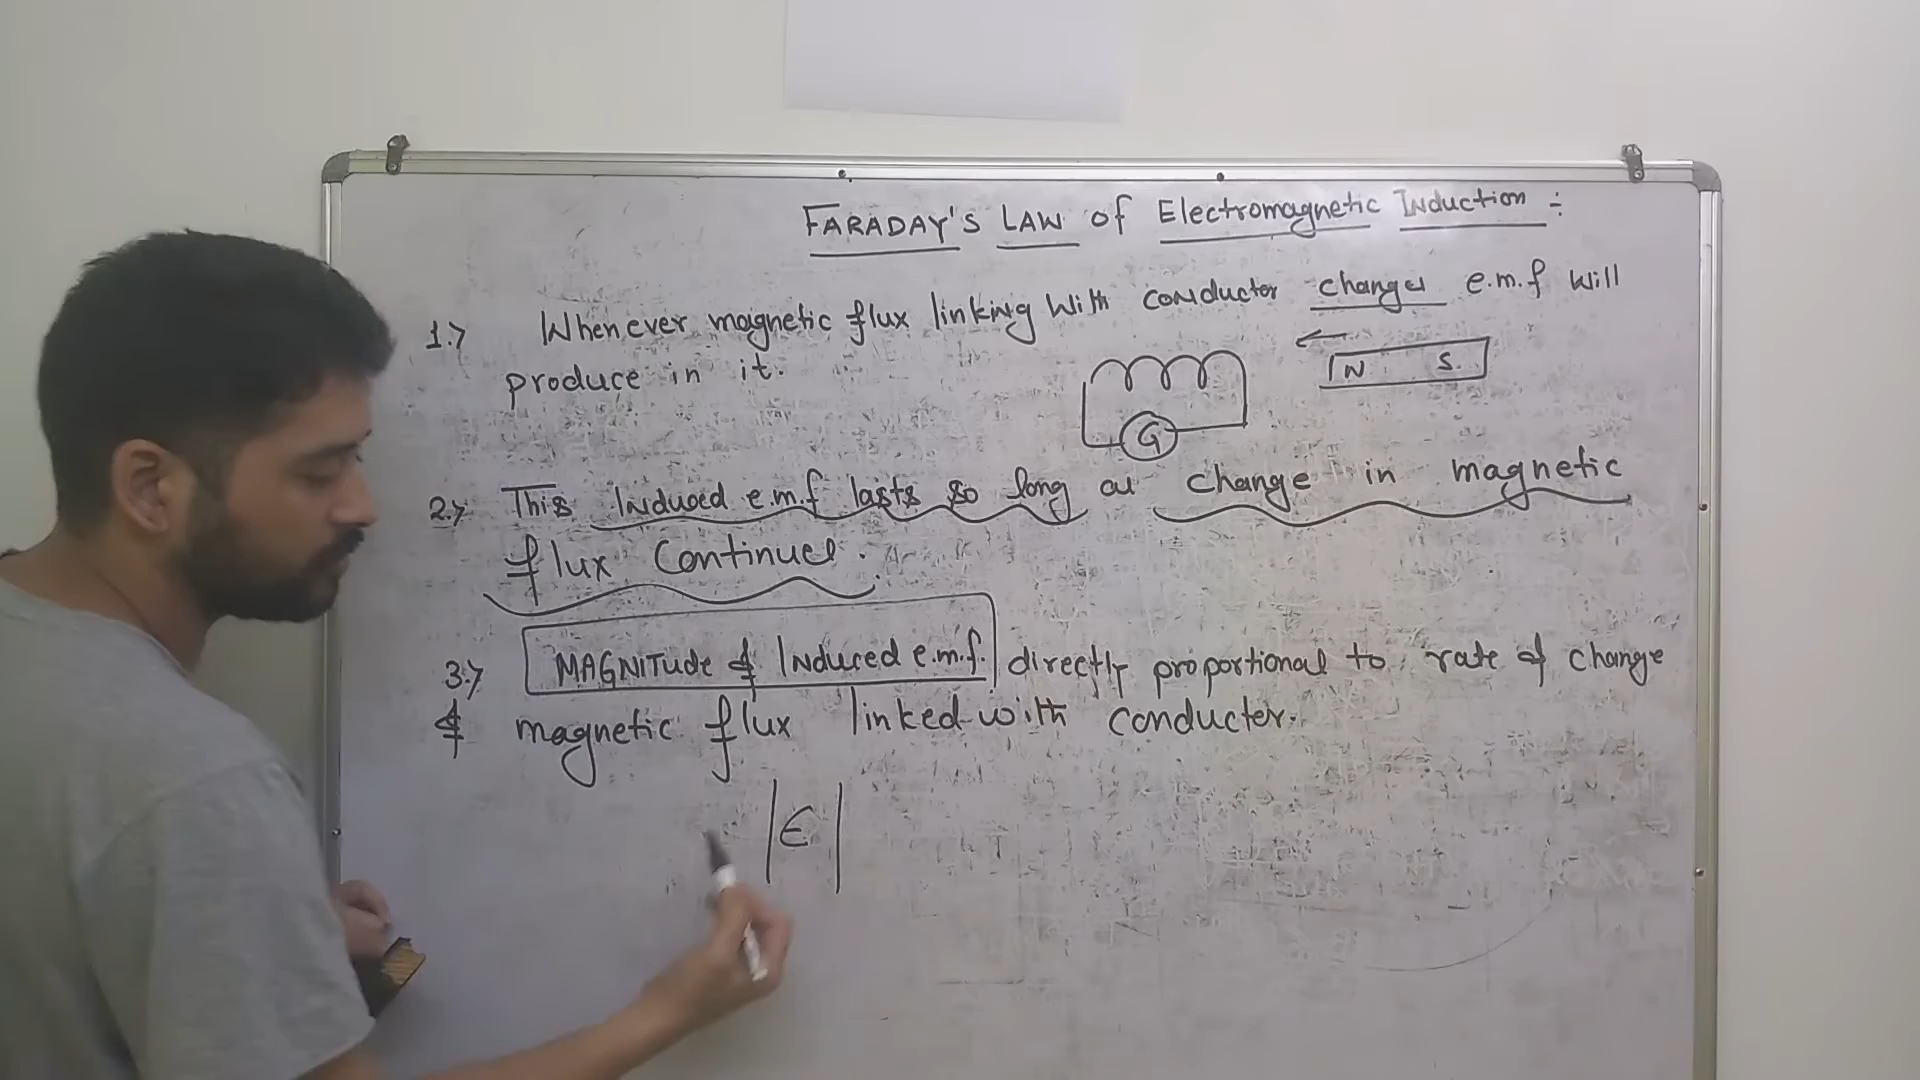 FARADAY'S LAW of Electromagnetic Induction :-
1.> Whenever magnetic flux linking with conductor changes e.m.f will
produce in it.
N S.
G
2.> This Induced e.m.f lasts so long as change in magnetic
flux Continues.
3.> MAGNITude of Induced e.m.f. directly proportional to rate of change
of magnetic flux linked with conductor.
|ϵ|